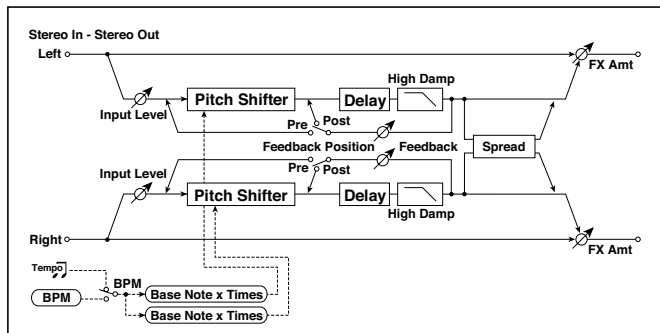 Stereo In - Stereo Out
Left
FX Amt
High Damp
Pitch Shifter
Delay
Input Level
Pre
Post
Feedback Position
Feedback
Spread
Input Level
Pre
Post
Pitch Shifter
Delay
High Damp
Right
FX Amt
Tempo
BPM
BPM
Base Note x Times
Base Note x Times